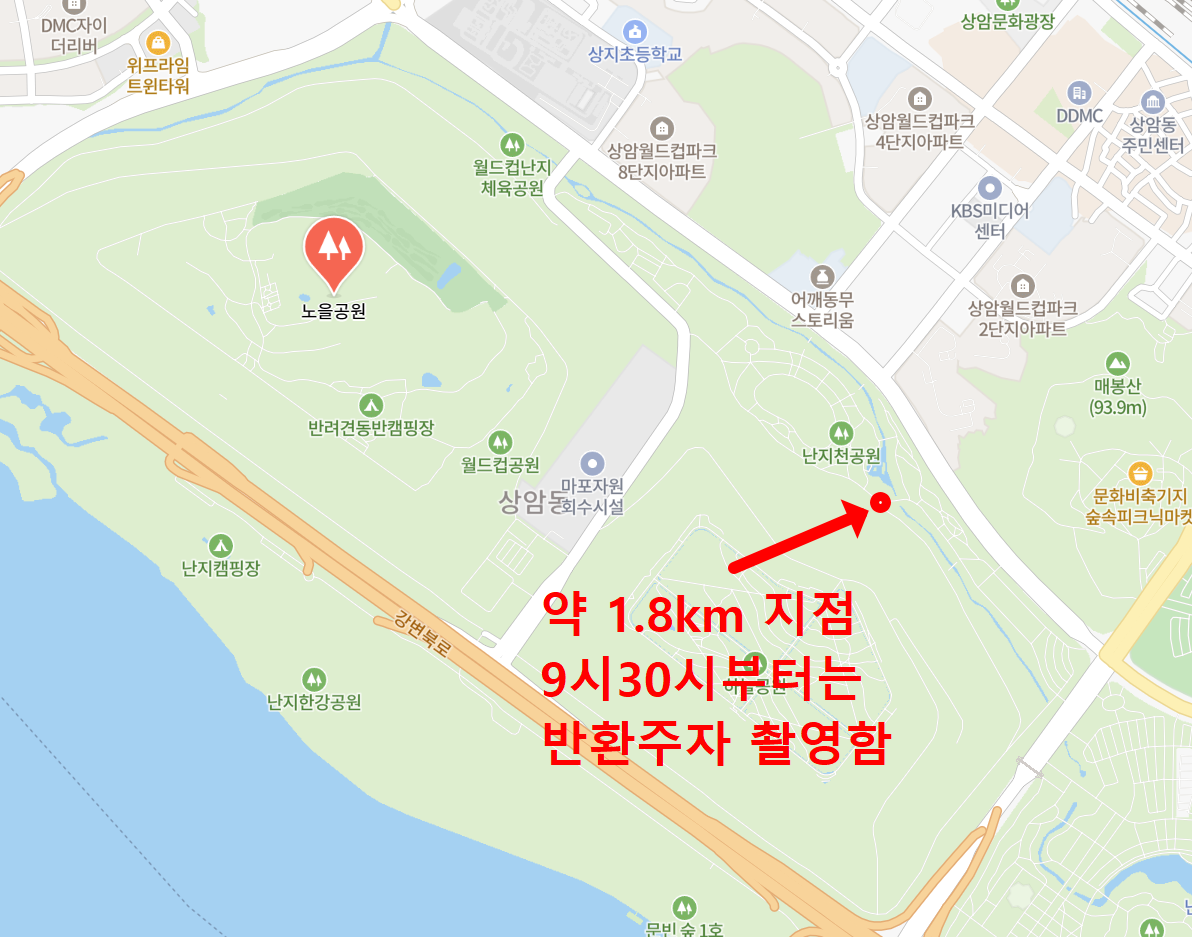 DMC자이
더리버
위프라임
트윈타워
상지초등학교
상암문화광장
상암월드컵파크
4단지아파트
DDMC
상암동
주민센터
월드컵난지
체육공원
상암월드컵파크
8단지아파트
KBS미디어
센터
노을공원
어깨동무
스토리움
상암월드컵파크
2단지아파트
매봉산
(93.9m)
반려견동반캠핑장
월드컵공원
난지천공원
마포자원
회수시설
상암동
문화비축기지
숲속피크닉마켓
난지캠핑장
강변북로
약 1.8km 지점
9시30시부터는
반환주자 촬영함
하늘공원
난지한강공원
문빈 숲 1호